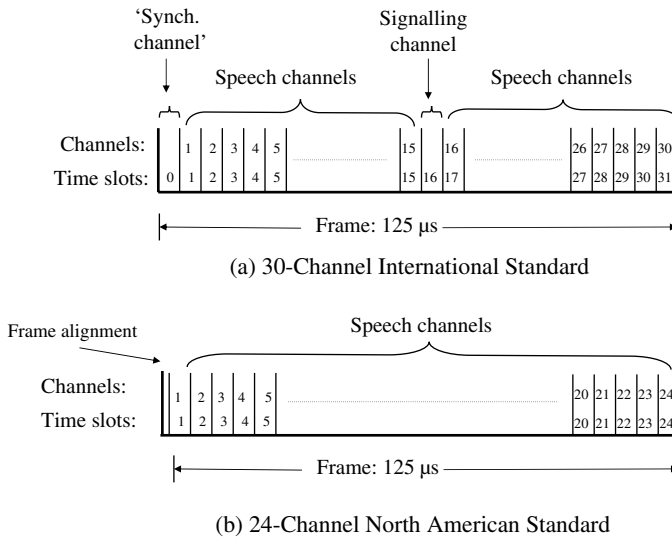 ‘Synch.
channel’
Signalling
channel
Speech channels
Speech channels
Channels: 1 2 3 4 5 15 16 26 27 28 29 30
Time slots: 0 1 2 3 4 5 15 16 17 27 28 29 30 31
Frame: 125 μs
(a) 30-Channel International Standard
Speech channels
Frame alignment
Channels: 1 2 3 4 5 20 21 22 23 24
Time slots: 1 2 3 4 5 20 21 22 23 24
Frame: 125 μs
(b) 24-Channel North American Standard